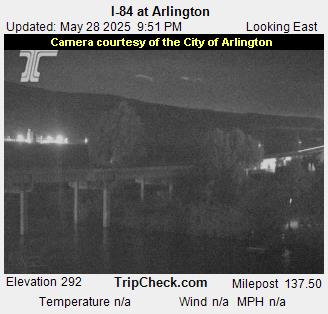 I-84 at Arlington
Updated: May 28 2025 9:51 PM Looking East
Camera courtesy of the City of Arlington
Elevation 292 TripCheck.com Milepost 137.50
Temperature n/a Wind n/a MPH n/a